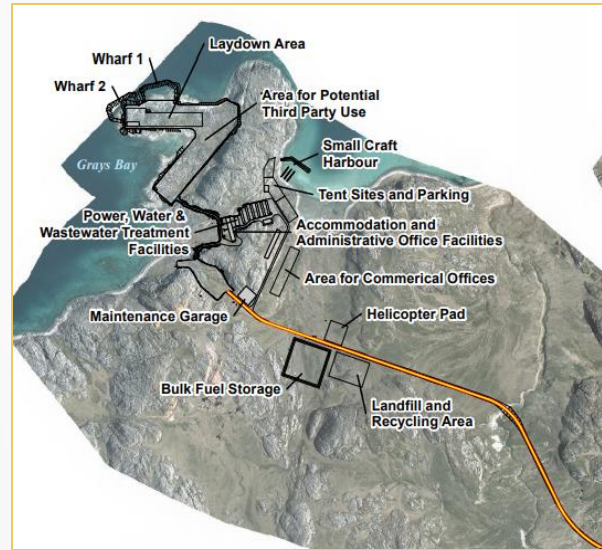 Laydown Area
Wharf 1
Wharf 2
Area for Potential
Third Party Use
Small Craft
Harbour
Grays Bay
Tent Sites and Parking
Power, Water &
Wastewater Treatment
Facilities
Accommodation and
Administrative Office Facilities
Area for Commerical Offices
Maintenance Garage
Helicopter Pad
Bulk Fuel Storage
Landfill and
Recycling Area